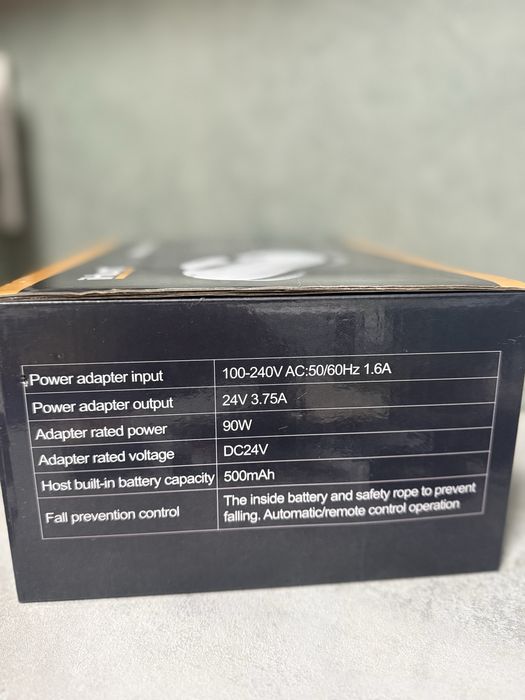 Power adapter input 100-240V AC:50/60Hz 1.6A
Power adapter output 24V 3.75A
Adapter rated power 90W
Adapter rated voltage DC24V
Host built-in battery capacity 500mAh
Fall prevention control The inside battery and safety rope to prevent
falling. Automatic/remote control operation